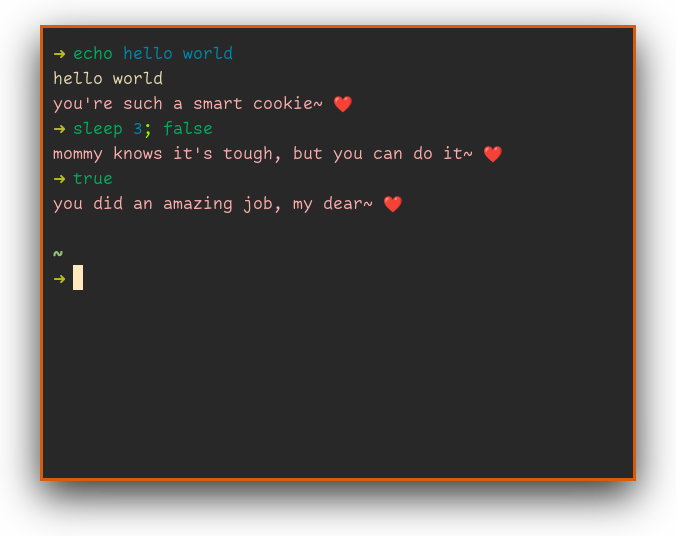 → echo hello world
hello world
you're such a smart cookie~ ❤️
→ sleep 3; false
mommy knows it's tough, but you can do it~ ❤️
→ true
you did an amazing job, my dear~ ❤️
~
→